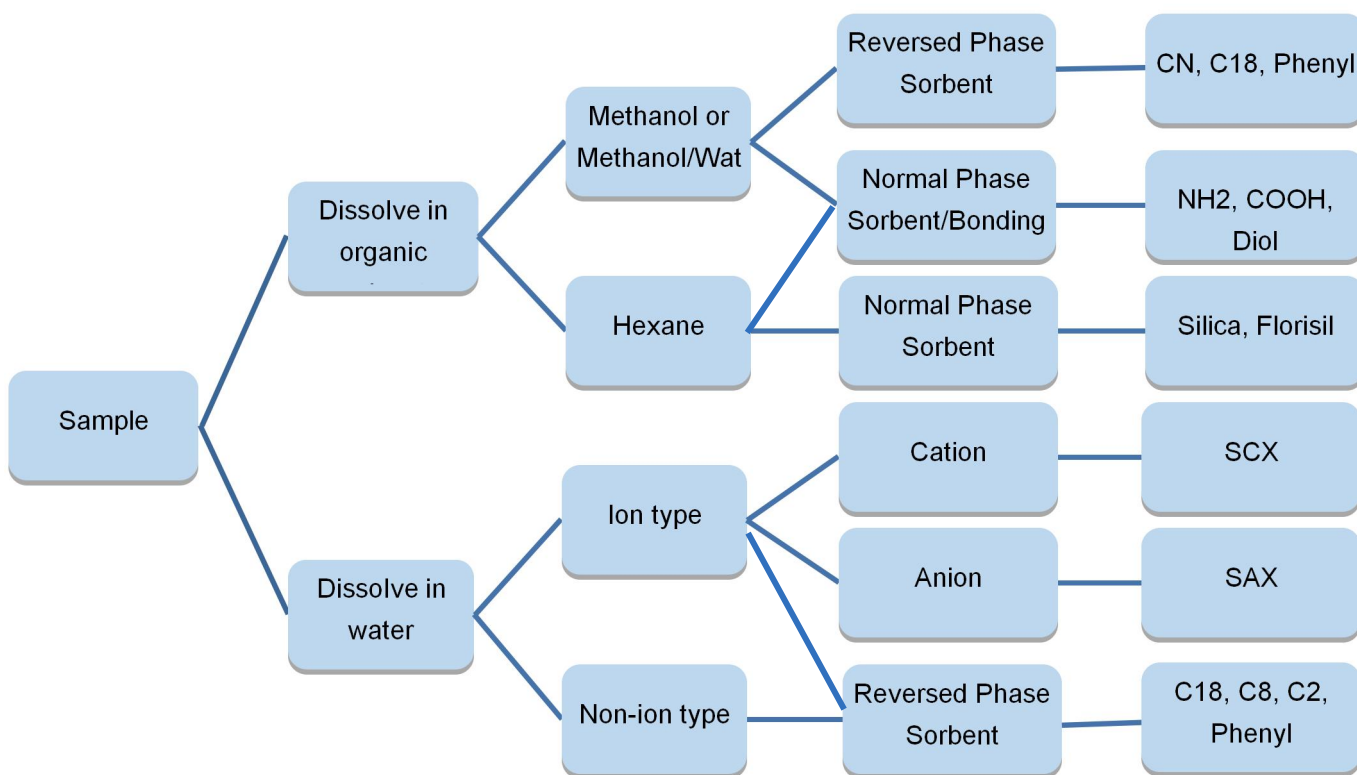 Reversed Phase
Sorbent
CN, C18, Phenyl
Methanol or
Methanol/Wat
Normal Phase
Sorbent/Bonding
NH2, COOH,
Diol
Dissolve in
organic
Hexane
Normal Phase
Sorbent
Silica, Florisil
Sample
Cation
SCX
Ion type
Anion
SAX
Dissolve in
water
Non-ion type
Reversed Phase
Sorbent
C18, C8, C2,
Phenyl